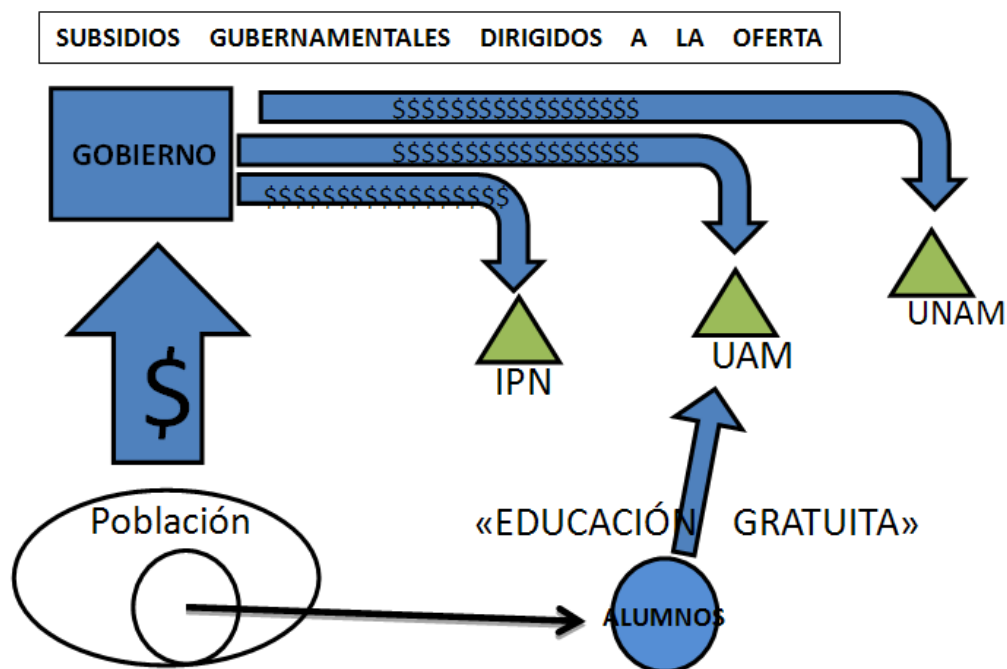 SUBSIDIOS GUBERNAMENTALES DIRIGIDOS A LA OFERTA
$$$$$$$$$$$$$$$$$
GOBIERNO
$$$$$$$$$$$$$$$$$
$$$$$$$$$$$$$$$$$
UNAM
UAM
IPN
$
Población
«EDUCACIÓN GRATUITA»
ALUMNOS